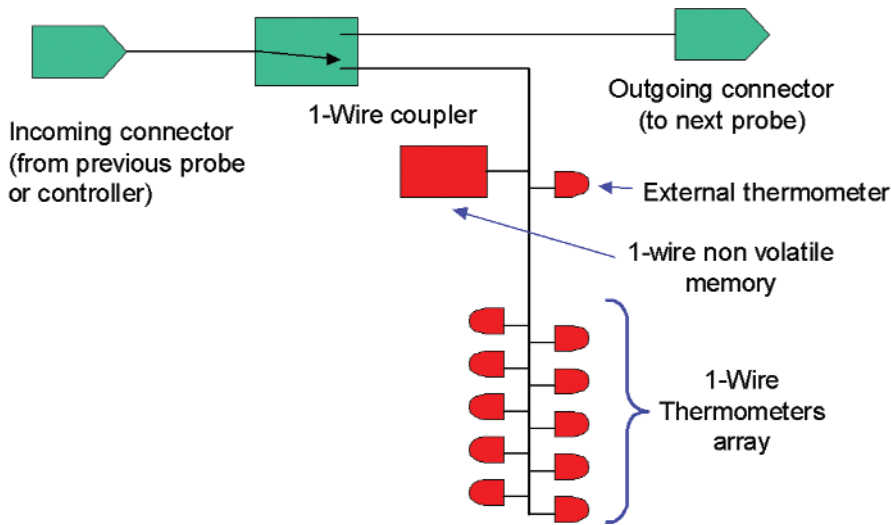 Incoming connector
(from previous probe
or controller)
1-Wire coupler
Outgoing connector
(to next probe)
External thermometer
1-wire non volatile
memory
1-Wire
Thermometers
array